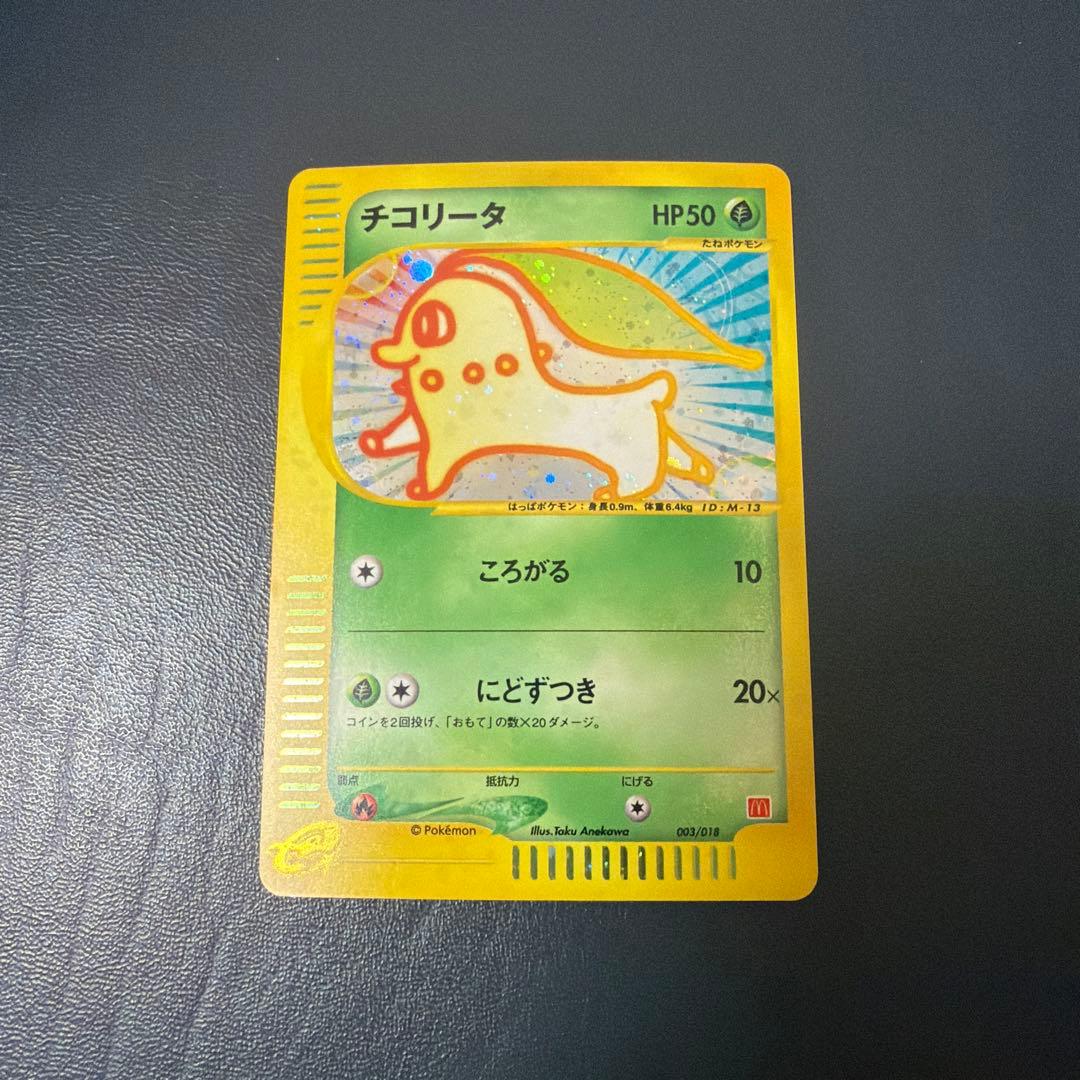 チコリータ HP50
たねポケモン
はっぱポケモン：身長0.9m、体重6.4kg ID:M-13
ころがる 10
にどずつき 20×
コインを2回投げ、「おもて」の数×20ダメージ。
弱点 抵抗力 にげる
© Pokémon Illus.Taku Anekawa 003/018